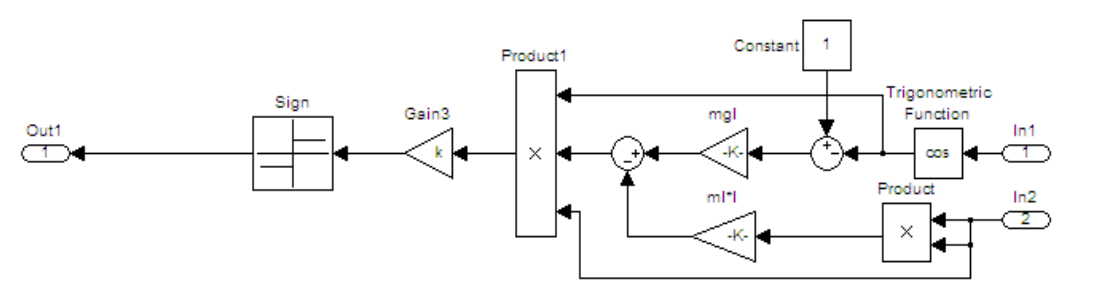 Constant
1
Product1
Trigonometric
Function
Sign
Gain3
mgl
Out1
In1
1
k
×
-K-
cos
1
Product
ml*l
In2
2
-K-
×